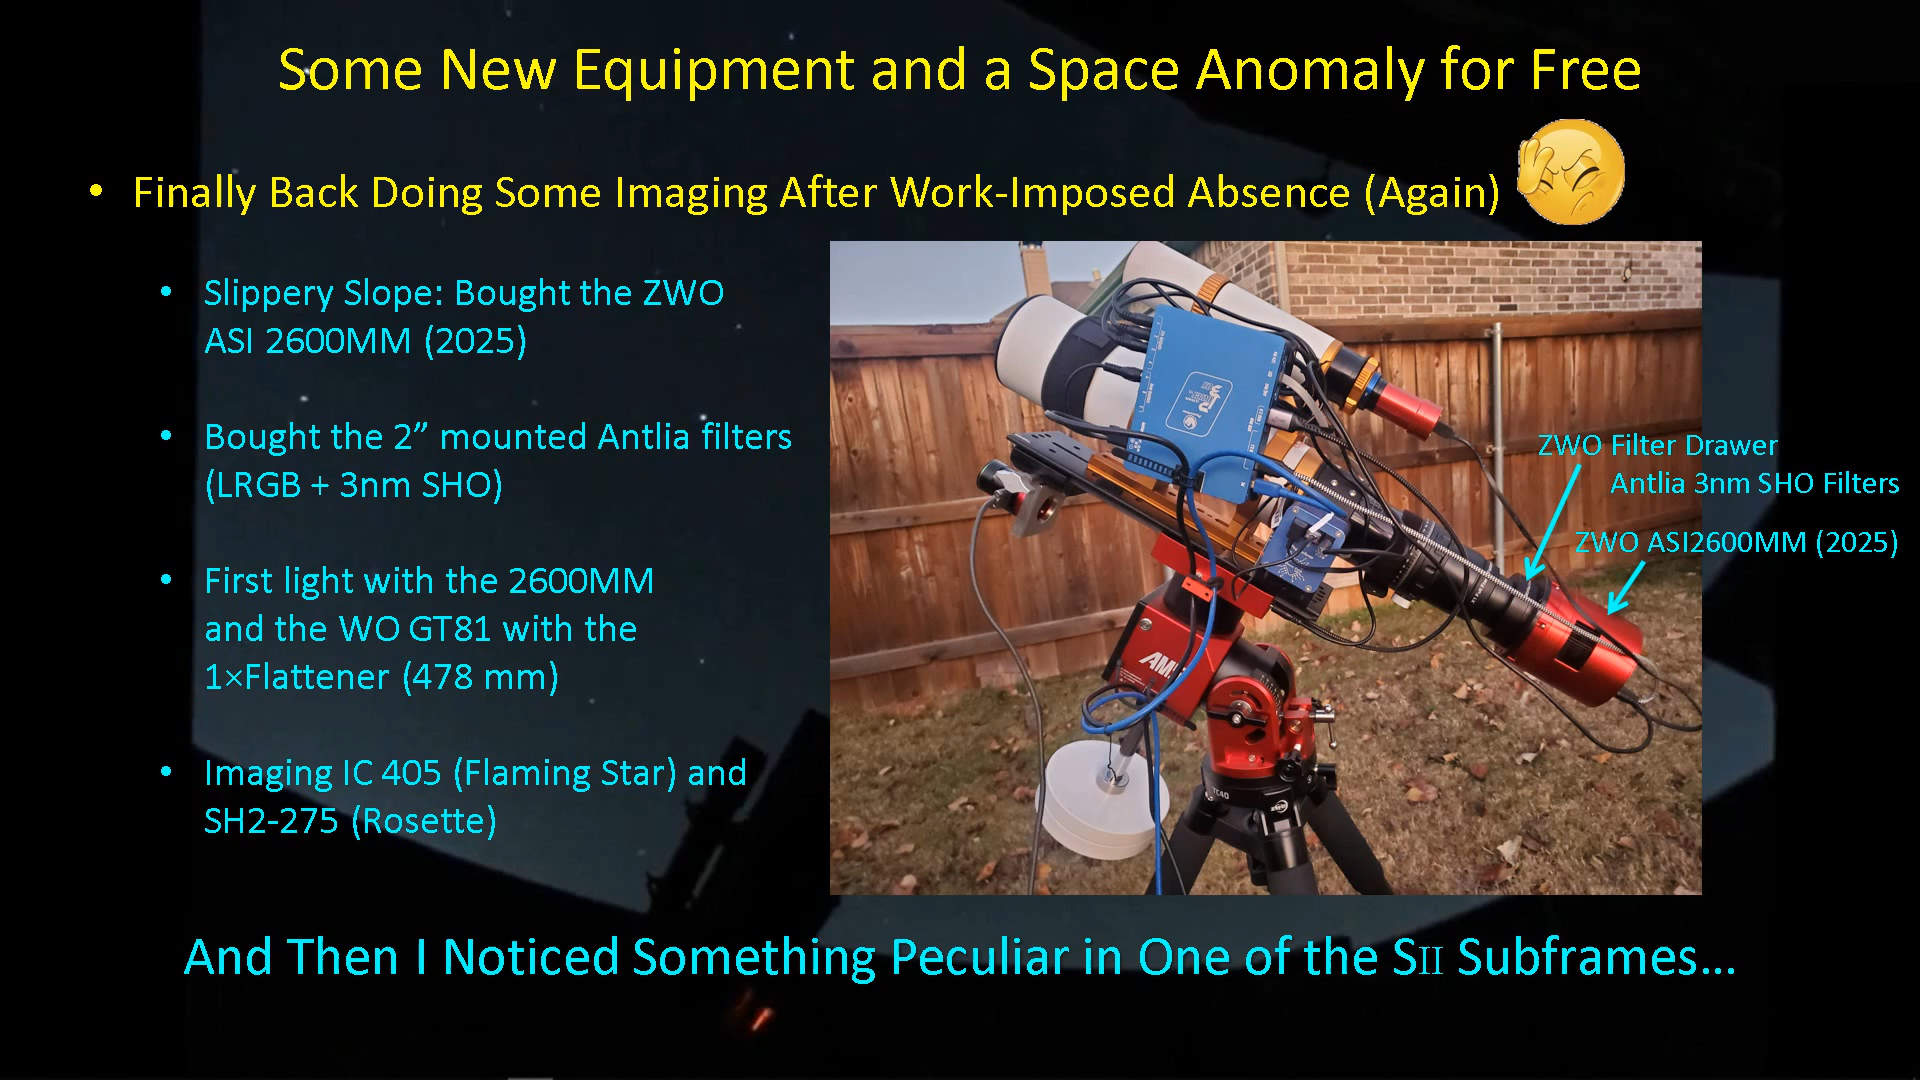 Some New Equipment and a Space Anomaly for Free
• Finally Back Doing Some Imaging After Work-Imposed Absence (Again)
• Slippery Slope: Bought the ZWO
ASI 2600MM (2025)
• Bought the 2” mounted Antlia filters
(LRGB + 3nm SHO)
• First light with the 2600MM
and the WO GT81 with the
1×Flattener (478 mm)
• Imaging IC 405 (Flaming Star) and
SH2-275 (Rosette)
ZWO Filter Drawer
Antlia 3nm SHO Filters
ZWO ASI2600MM (2025)
AM
TC40
And Then I Noticed Something Peculiar in One of the SII Subframes…